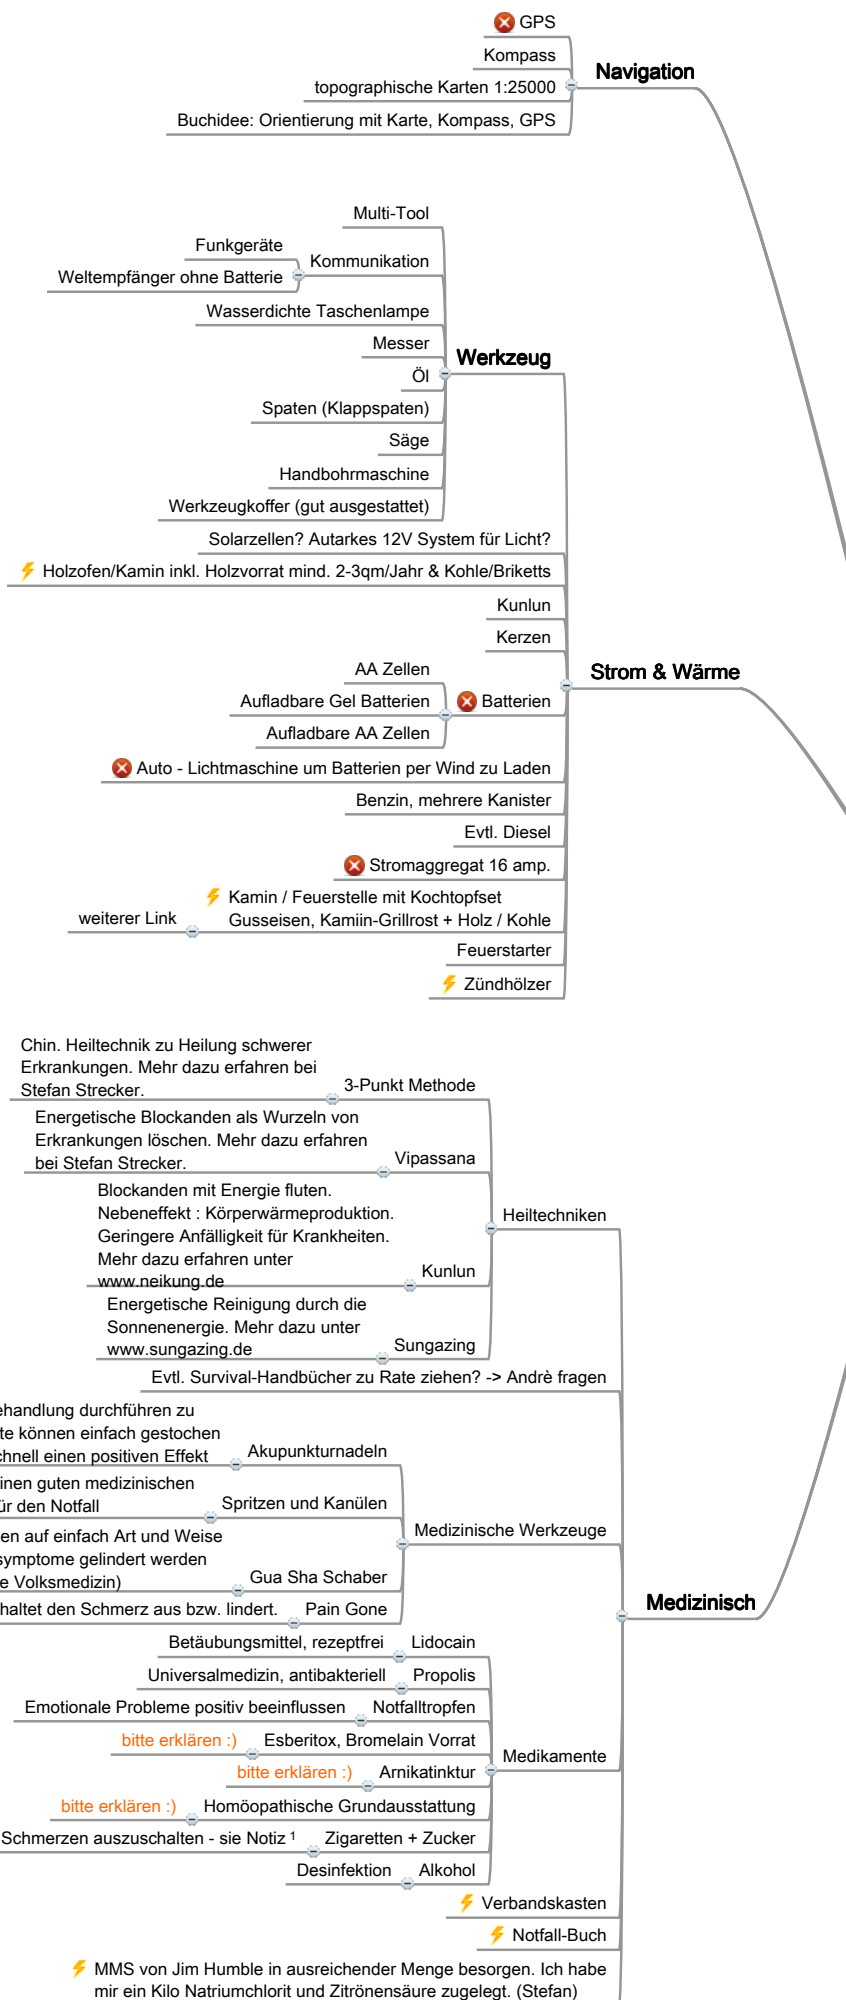 GPS
Kompass
Navigation
topographische Karten 1:25000
Buchidee: Orientierung mit Karte, Kompass, GPS
Multi-Tool
Funkgeräte
Kommunikation
Weltempfänger ohne Batterie
Wasserdichte Taschenlampe
Messer
Werkzeug
Öl
Spaten (Klappspaten)
Säge
Handbohrmaschine
Werkzeugkoffer (gut ausgestattet)
Solarzellen? Autarkes 12V System für Licht?
Holzofen/Kamin inkl. Holzvorrat mind. 2-3qm/Jahr & Kohle/Briketts
Kunlun
Kerzen
Strom & Wärme
AA Zellen
Aufladbare Gel Batterien
Batterien
Aufladbare AA Zellen
Auto - Lichtmaschine um Batterien per Wind zu Laden
Benzin, mehrere Kanister
Evtl. Diesel
Stromaggregat 16 amp.
Kamin / Feuerstelle mit Kochtopfset
Gusseisen, Kamiin-Grillrost + Holz / Kohle
weiterer Link
Feuerstarter
Zündhölzer
Chin. Heiltechnik zu Heilung schwerer
Erkrankungen. Mehr dazu erfahren bei
Stefan Strecker.
3-Punkt Methode
Energetische Blockanden als Wurzeln von
Erkrankungen löschen. Mehr dazu erfahren
bei Stefan Strecker.
Vipassana
Blockanden mit Energie fluten.
Nebeneffekt : Körperwärmeproduktion.
Geringere Anfälligkeit für Krankheiten.
Mehr dazu erfahren unter
www.neikung.de
Kunlun
Heiltechniken
Energetische Reinigung durch die
Sonnenenergie. Mehr dazu unter
www.sungazing.de
Sungazing
Evtl. Survival-Handbücher zu Rate ziehen? -> Andrè fragen
ehandlung durchführen zu
te können einfach gestochen
chnell einen positiven Effekt
Akupunkturnadeln
inen guten medizinischen
ür den Notfall
Spritzen und Kanülen
Medizinische Werkzeuge
en auf einfach Art und Weise
symptome gelindert werden
e Volksmedizin)
Gua Sha Schaber
haltet den Schmerz aus bzw. lindert.
Pain Gone
Medizinisch
Betäubungsmittel, rezeptfrei
Lidocain
Universalmedizin, antibakteriell
Propolis
Emotionale Probleme positiv beeinflussen
Notfalltropfen
bitte erklären :)
Esberitox, Bromelain Vorrat
Medikamente
bitte erklären :)
Arnikatinktur
bitte erklären :)
Homöopathische Grundausstattung
Schmerzen auszuschalten - sie Notiz ¹
Zigaretten + Zucker
Desinfektion
Alkohol
Verbandskasten
Notfall-Buch
MMS von Jim Humble in ausreichender Menge besorgen. Ich habe
mir ein Kilo Natriumchlorit und Zitrönensäure zugelegt. (Stefan)